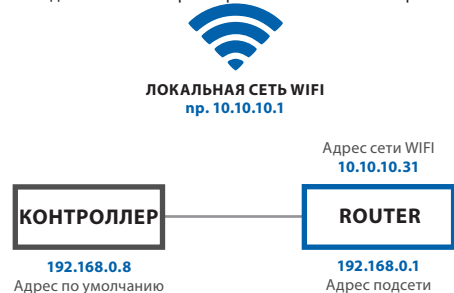 ЛОКАЛЬНАЯ СЕТЬ WIFI
np. 10.10.10.1
Адрес сети WIFI
10.10.10.31
КОНТРОЛЛЕР
ROUTER
192.168.0.8
Адрес по умолчанию
192.168.0.1
Адрес подсети